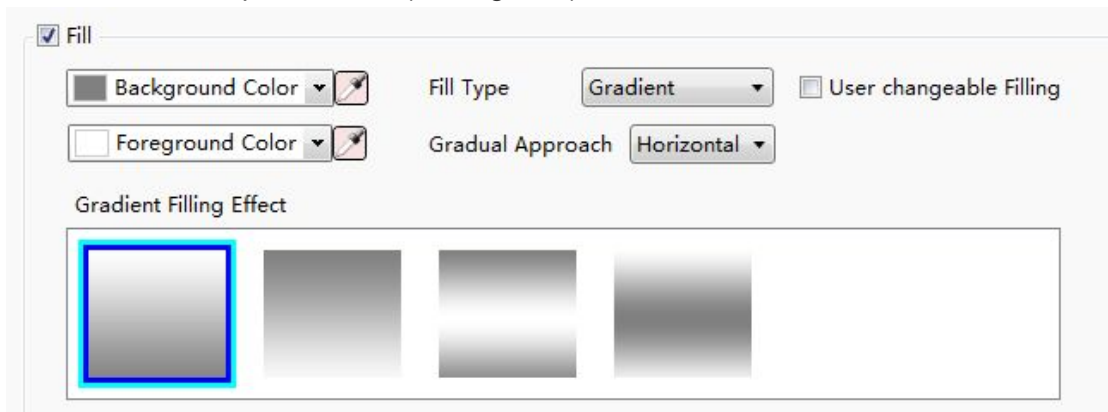 Fill
Background Color Fill Type Gradient User changeable Filling
Foreground Color Gradual Approach Horizontal
Gradient Filling Effect